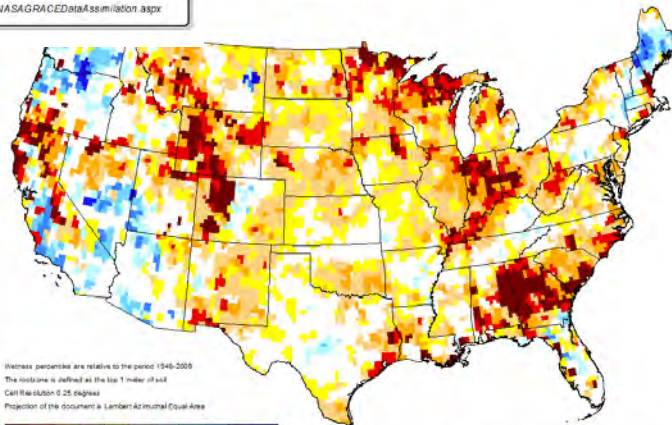 NASAGRACEDataAssimilation.aspx
Wetness percentiles are relative to the period 1948-2009
The rootzone is defined as the top 1 meter of soil
Cell Resolution 0.25 degrees
Projection of this document is Lambert Azimuthal Equal Area